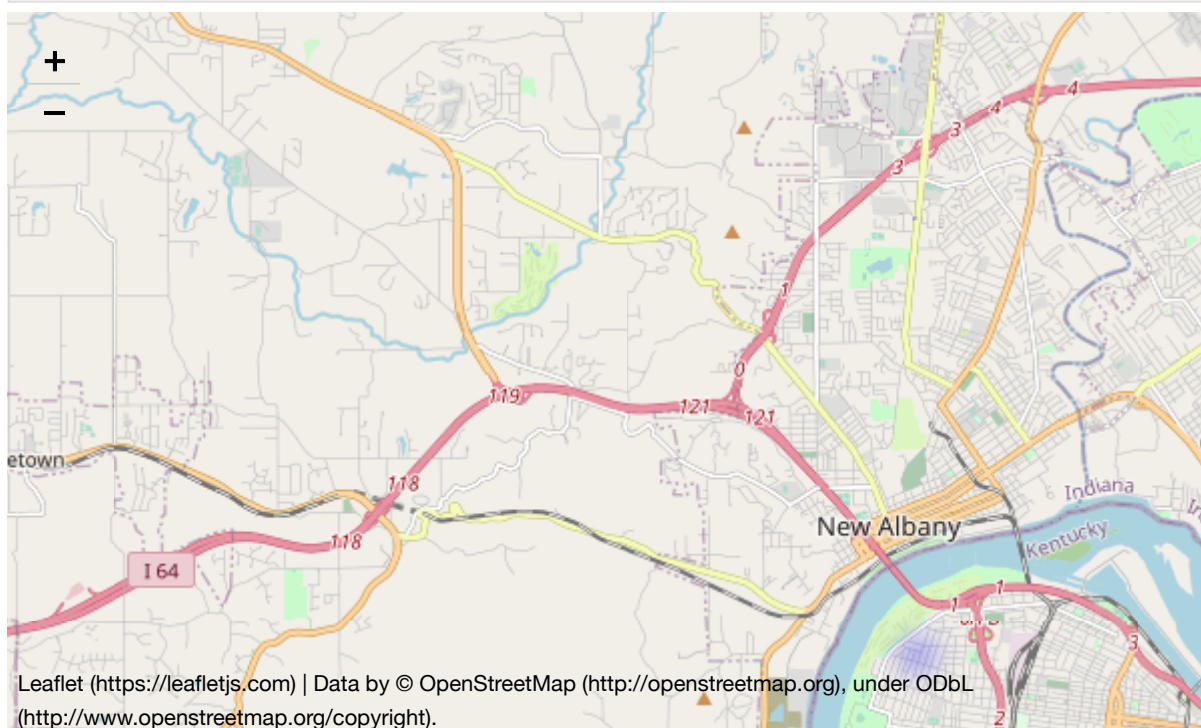 +
−
4
4
3
3
1
0
119
121
121
etown
118
118
I 64
Indiana
New Albany
Kentucky
1
1
3
2
Leaflet (https://leafletjs.com) | Data by © OpenStreetMap (http://openstreetmap.org), under ODbL
(http://www.openstreetmap.org/copyright).